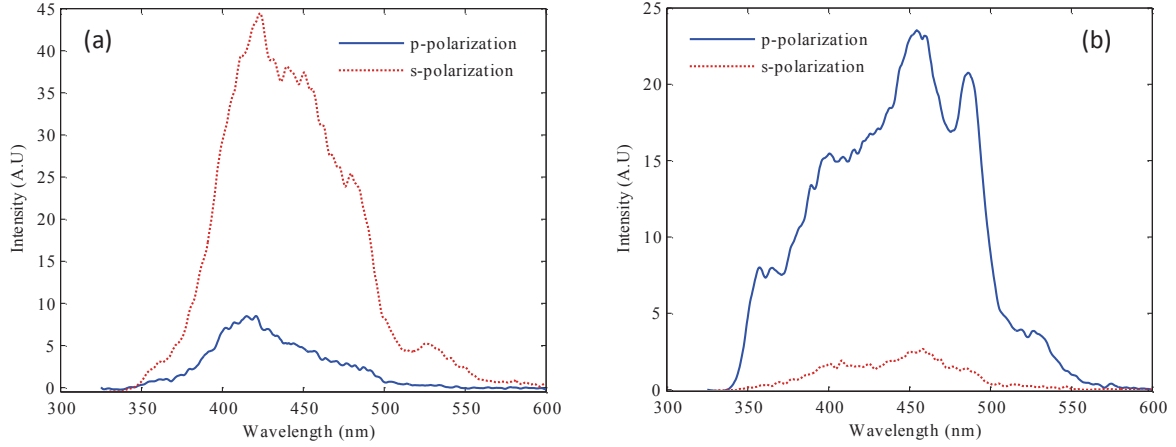 (a)
p-polarization
s-polarization
Intensity (A.U)
45
40
35
30
25
20
15
10
5
0
300 350 400 450 500 550 600
Wavelength (nm)
(b)
p-polarization
s-polarization
Intensity (A.U)
25
20
15
10
5
0
300 350 400 450 500 550 600
Wavelength (nm)